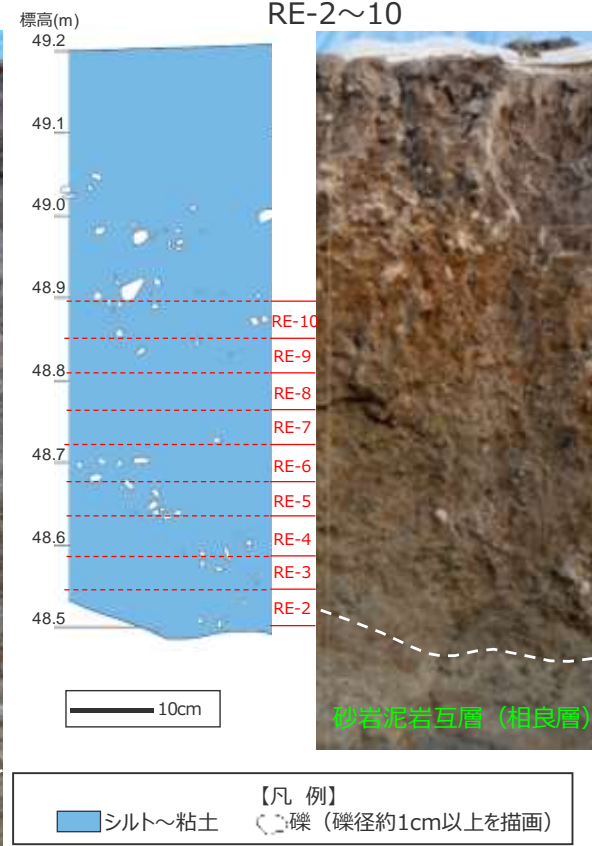 RE-2～10
標高(m)
49.2
49.1
49.0
48.9
RE-10
RE-9
48.8
RE-8
RE-7
48.7
RE-6
RE-5
48.6
RE-4
RE-3
RE-2
48.5
10cm
砂岩泥岩互層（相良層）
【凡 例】
シルト～粘土 礫（礫径約1cm以上を描画）